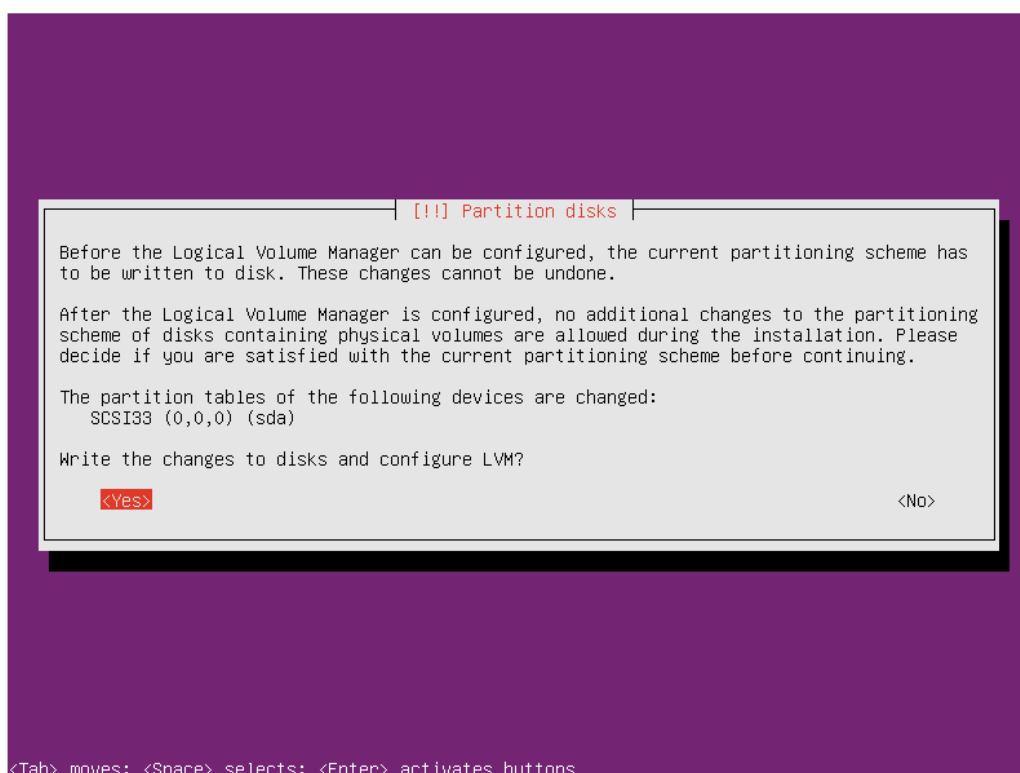 [!!] Partition disks
Before the Logical Volume Manager can be configured, the current partitioning scheme has
to be written to disk. These changes cannot be undone.
After the Logical Volume Manager is configured, no additional changes to the partitioning
scheme of disks containing physical volumes are allowed during the installation. Please
decide if you are satisfied with the current partitioning scheme before continuing.
The partition tables of the following devices are changed:
SCSI33 (0,0,0) (sda)
Write the changes to disks and configure LVM?
<Yes> <No>
<Tab> moves; <Space> selects; <Enter> activates buttons